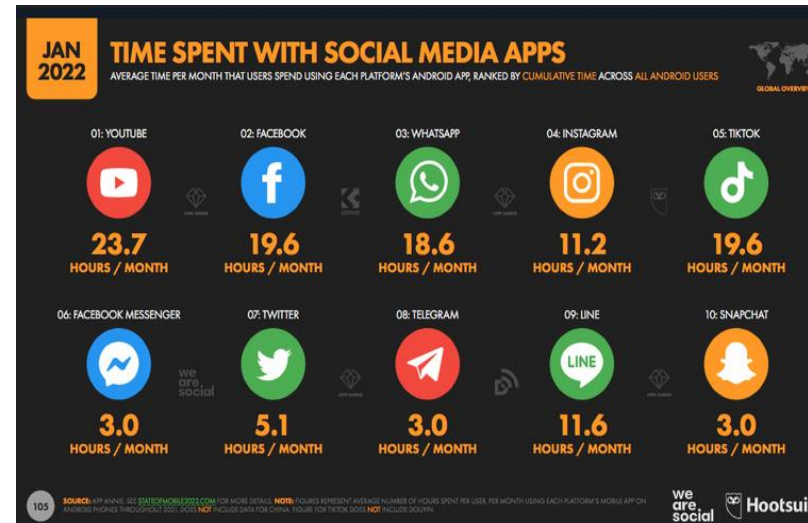 JAN
2022
TIME SPENT WITH SOCIAL MEDIA APPS
AVERAGE TIME PER MONTH THAT USERS SPEND USING EACH PLATFORM'S ANDROID APP, RANKED BY CUMULATIVE TIME ACROSS ALL ANDROID USERS
GLOBAL OVERVIEW
01: YOUTUBE
02: FACEBOOK
03: WHATSAPP
04: INSTAGRAM
05: TIKTOK
23.7
HOURS / MONTH
19.6
HOURS / MONTH
18.6
HOURS / MONTH
11.2
HOURS / MONTH
19.6
HOURS / MONTH
06: FACEBOOK MESSENGER
07: TWITTER
08: TELEGRAM
09: LINE
10: SNAPCHAT
we
are
social
LINE
3.0
HOURS / MONTH
5.1
HOURS / MONTH
3.0
HOURS / MONTH
11.6
HOURS / MONTH
3.0
HOURS / MONTH
105
SOURCE: APP ANNIE. SEE STATEOFMOBILE2022.COM FOR MORE DETAILS. NOTE: FIGURES REPRESENT AVERAGE NUMBER OF HOURS SPENT PER USER, PER MONTH USING EACH PLATFORM'S MOBILE APP ON
ANDROID PHONES THROUGHOUT 2021. DOES NOT INCLUDE DATA FOR CHINA. FIGURE FOR TIKTOK DOES NOT INCLUDE DOUYIN.
we
are
social
Hootsui